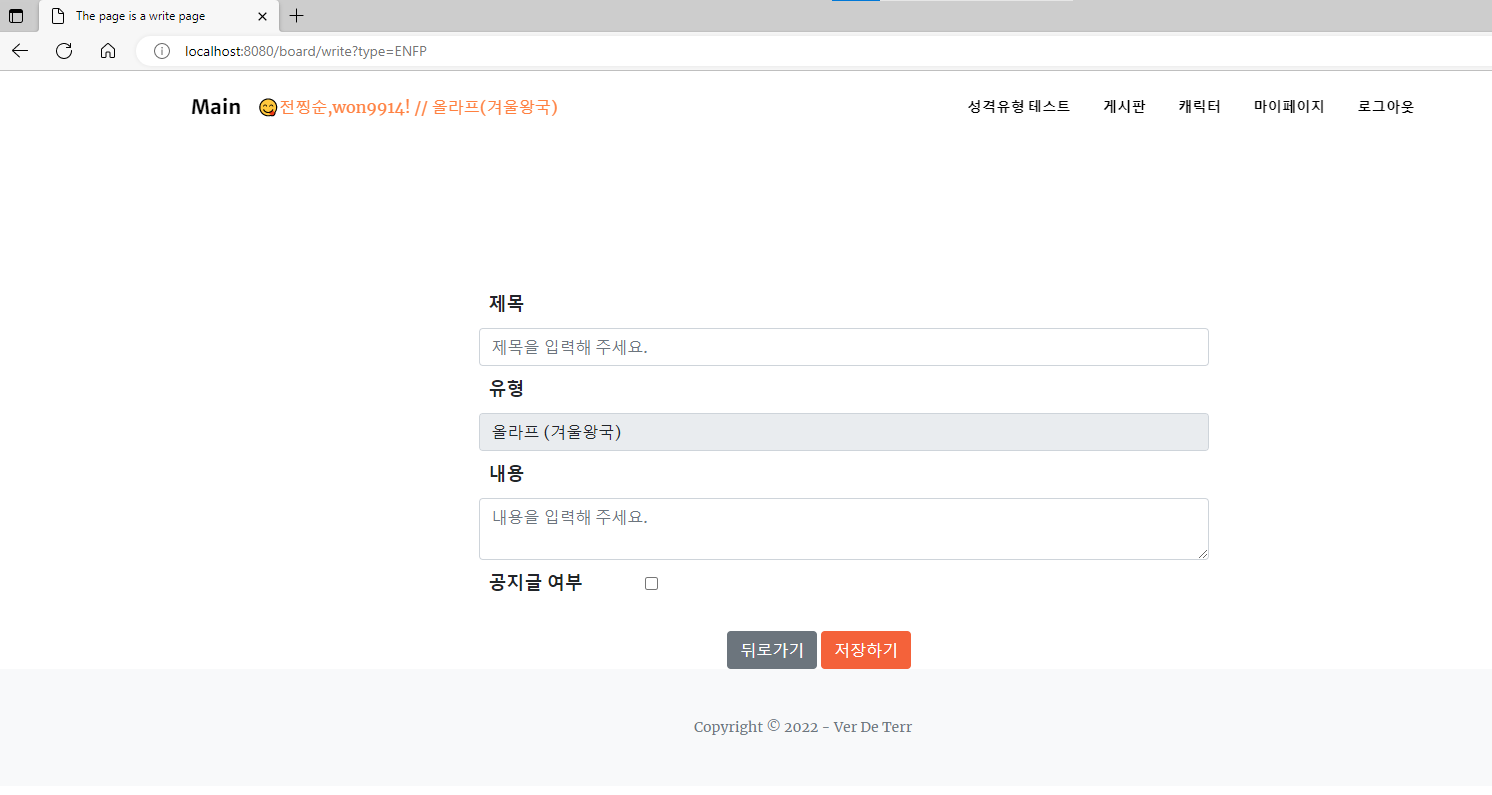 The page is a write page
localhost:8080/board/write?type=ENFP
Main 😋전찡순,won9914! // 올라프(겨울왕국) 성격유형 테스트 게시판 캐릭터 마이페이지 로그아웃
제목
제목을 입력해 주세요.
유형
올라프 (겨울왕국)
내용
내용을 입력해 주세요.
공지글 여부
뒤로가기 저장하기
Copyright © 2022 - Ver De Terr